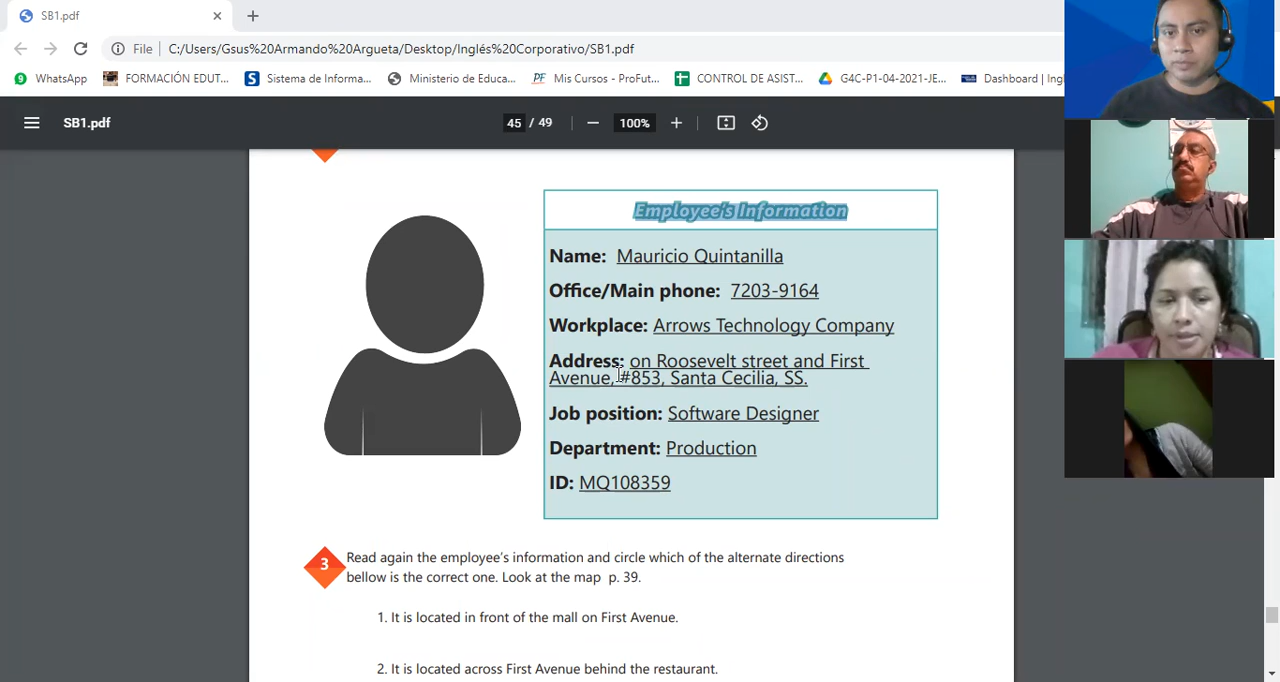 SB1.pdf
File C:/Users/Gsus%20Armando%20Argueta/Desktop/Inglés%20Corporativo/SB1.pdf
WhatsApp FORMACIÓN EDUT... Sistema de Informa... Ministerio de Educa... Mis Cursos - ProFut... CONTROL DE ASIST... G4C-P1-04-2021-JE... Dashboard | Ingl
SB1.pdf 45 / 49 100%
Employee's Information
Name: Mauricio Quintanilla
Office/Main phone: 7203-9164
Workplace: Arrows Technology Company
Address: on Roosevelt street and First
Avenue, #853, Santa Cecilia, SS.
Job position: Software Designer
Department: Production
ID: MQ108359
3 Read again the employee's information and circle which of the alternate directions
bellow is the correct one. Look at the map p. 39.
1. It is located in front of the mall on First Avenue.
2. It is located across First Avenue behind the restaurant.